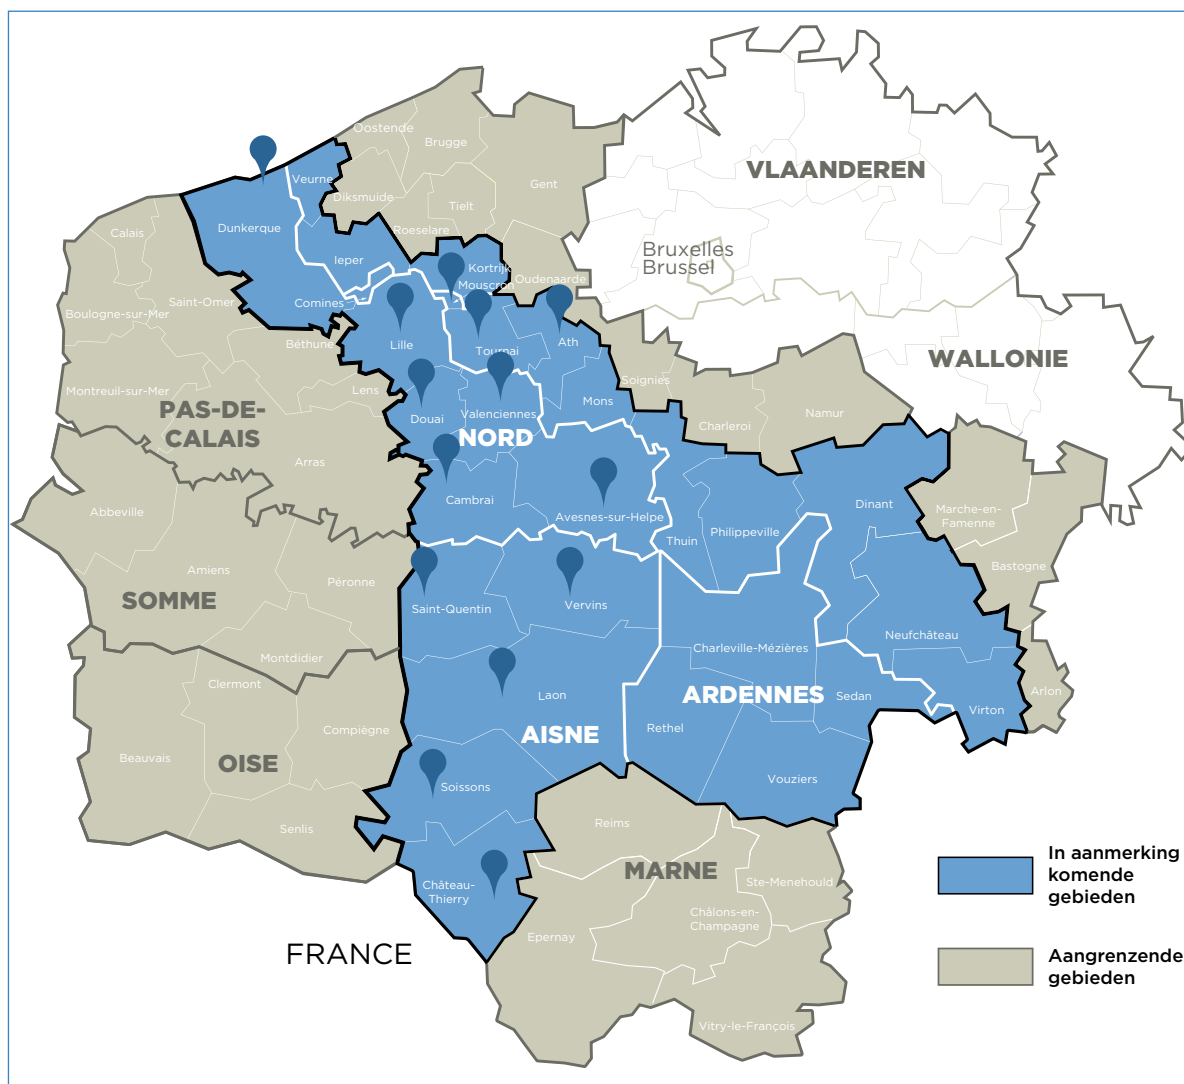 Oostende
Brugge
VLAANDEREN
Veurne
Diksmuide
Gent
Tielt
Calais
Dunkerque
Roeselare
Bruxelles
Brussel
Ieper
Kortrijk
Mouscron
Oudenaarde
Saint-Omer
Comines
Boulogne-sur-Mer
Béthune
Lille
Tournai
Ath
WALLONIE
Montreuil-sur-Mer
Lens
Soignies
Mons
Namur
PAS-DE-
CALAIS
Douai
Valenciennes
Charleroi
NORD
Arras
Cambrai
Dinant
Abbeville
Avesnes-sur-Helpe
Thuin
Philippeville
Marche-en-
Famenne
Amiens
Péronne
Bastogne
SOMME
Saint-Quentin
Vervins
Neufchâteau
Montdidier
Charleville-Mézières
Clermont
Laon
ARDENNES
Sedan
Arlon
Virton
Compiègne
Rethel
AISNE
Beauvais
OISE
Soissons
Vouziers
Senlis
Reims
In aanmerking
komende
gebieden
MARNE
Château-
Thierry
Ste-Menehould
Châlons-en-
Champagne
Epernay
FRANCE
Aangrenzende
gebieden
Vitry-le-François